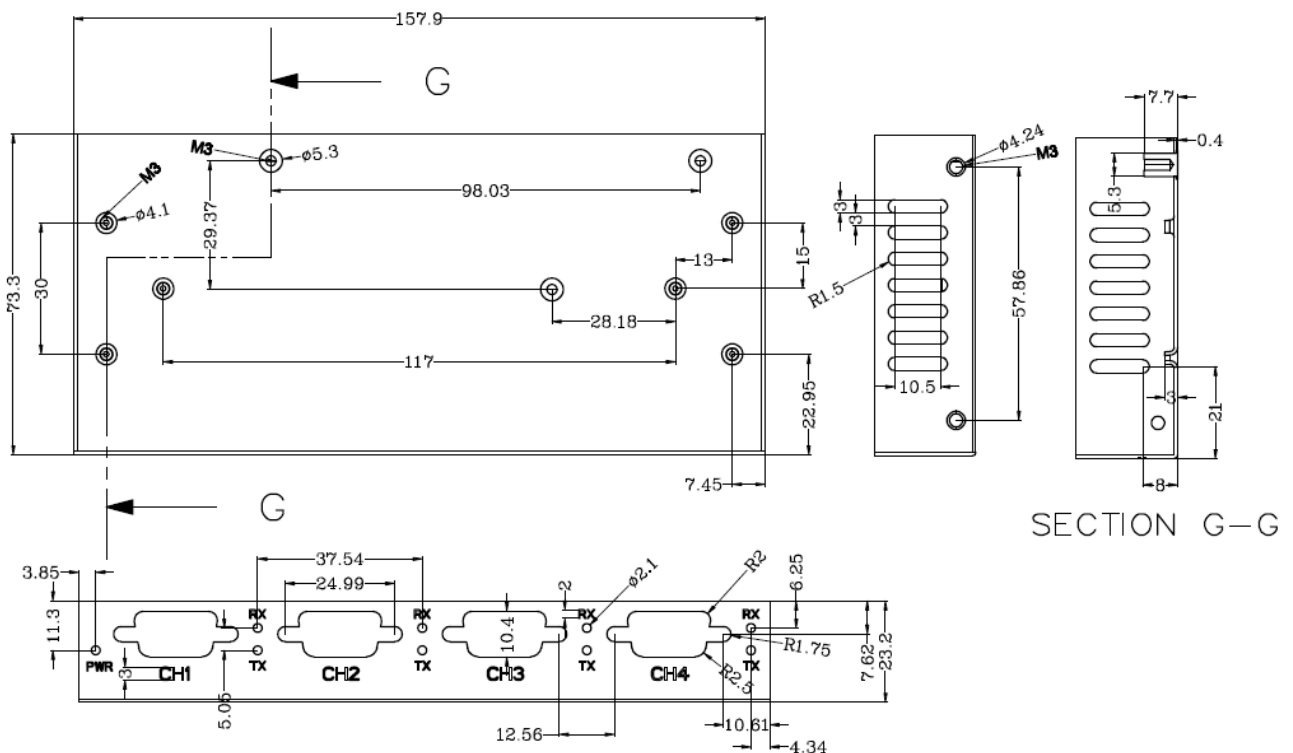 157.9
G
7.7
M3
ø5.3
ø4.24
M3
0.4
M3
98.03
5.3
ø4.1
29.37
3
3
13
15
73.3
30
R1.5
57.86
28.18
117
10.5
22.95
3
21
7.45
8
G
SECTION G-G
3.85
37.54
24.99
2
ø2.1
R2
6.25
11.3
RX
RX
RX
RX
10.4
R1.75
7.62
23.2
PWR
TX
TX
TX
TX
3
CH1
CH2
CH3
CH4
R2.5
5.05
12.56
10.61
4.34